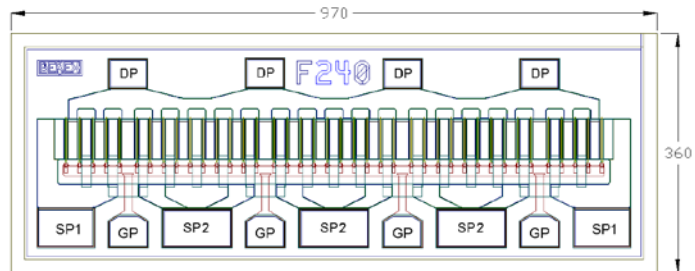 970
DP DP F240 DP DP
360
SP1 GP SP2 GP SP2 GP SP2 GP SP1